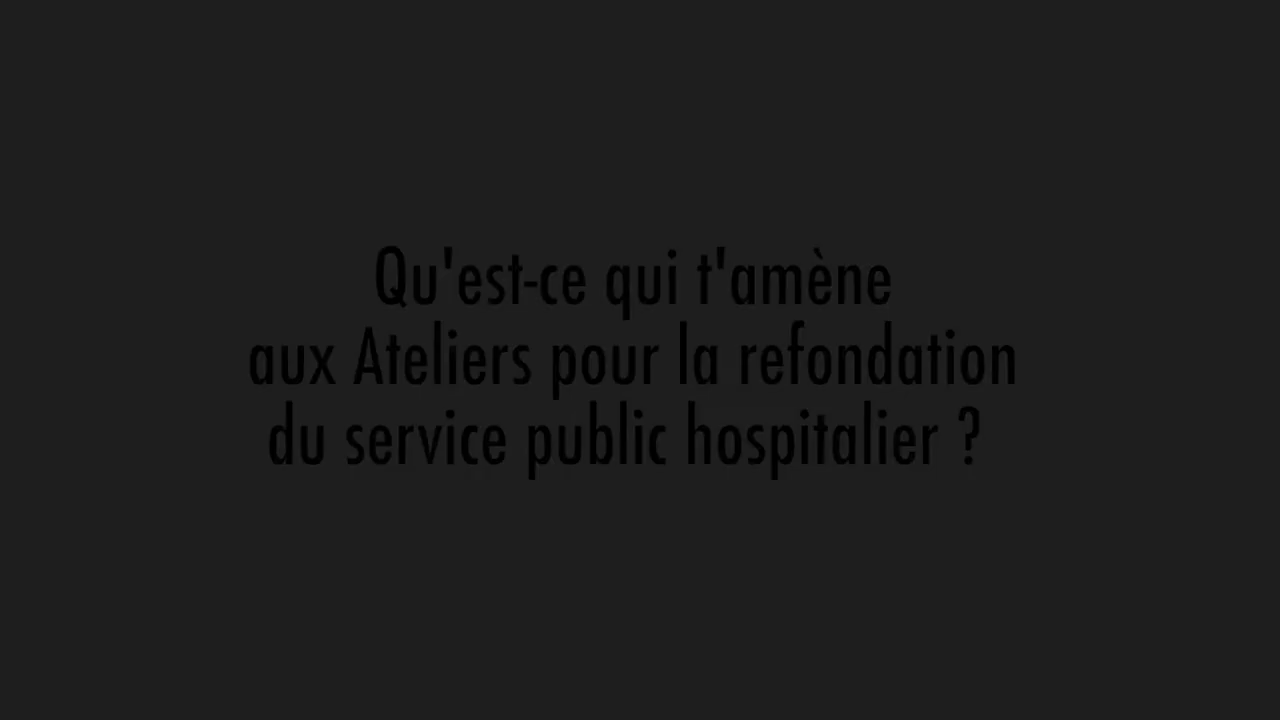 Qu'est-ce qui t'amène
aux Ateliers pour la refondation
du service public hospitalier ?